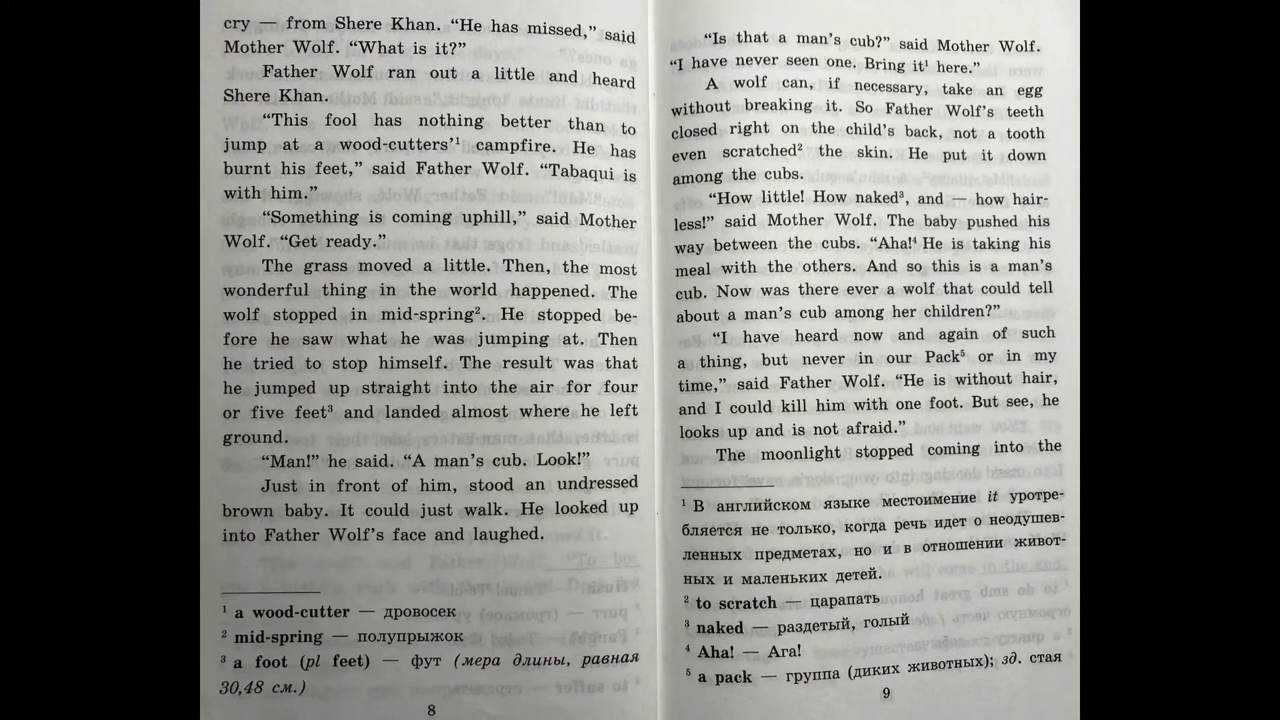 cry — from Shere Khan. “He has missed,” said
Mother Wolf. “What is it?”
Father Wolf ran out a little and heard
Shere Khan.
“This fool has nothing better than to
jump at a wood-cutters’¹ campfire. He has
burnt his feet,” said Father Wolf. “Tabaqui is
with him.”
“Something is coming uphill,” said Mother
Wolf. “Get ready.”
The grass moved a little. Then, the most
wonderful thing in the world happened. The
wolf stopped in mid-spring². He stopped be-
fore he saw what he was jumping at. Then
he tried to stop himself. The result was that
he jumped up straight into the air for four
or five feet³ and landed almost where he left
ground.
“Man!” he said. “A man’s cub. Look!”
Just in front of him, stood an undressed
brown baby. It could just walk. He looked up
into Father Wolf’s face and laughed.
¹ a wood-cutter — дровосек
² mid-spring — полупрыжок
³ a foot (pl feet) — фут (мера длины, равная
30,48 см.)
8
“Is that a man’s cub?” said Mother Wolf.
“I have never seen one. Bring it¹ here.”
A wolf can, if necessary, take an egg
without breaking it. So Father Wolf’s teeth
closed right on the child’s back, not a tooth
even scratched² the skin. He put it down
among the cubs.
“How little! How naked³, and — how hair-
less!” said Mother Wolf. The baby pushed his
way between the cubs. “Aha!⁴ He is taking his
meal with the others. And so this is a man’s
cub. Now was there ever a wolf that could tell
about a man’s cub among her children?”
“I have heard now and again of such
a thing, but never in our Pack⁵ or in my
time,” said Father Wolf. “He is without hair,
and I could kill him with one foot. But see, he
looks up and is not afraid.”
The moonlight stopped coming into the
¹ В английском языке местоимение it уротре-
бляется не только, когда речь идет о неодушев-
ленных предметах, но и в отношении живот-
ных и маленьких детей.
² to scratch — царапать
³ naked — раздетый, голый
⁴ Aha! — Ага!
⁵ a pack — группа (диких животных); зд. стая
9